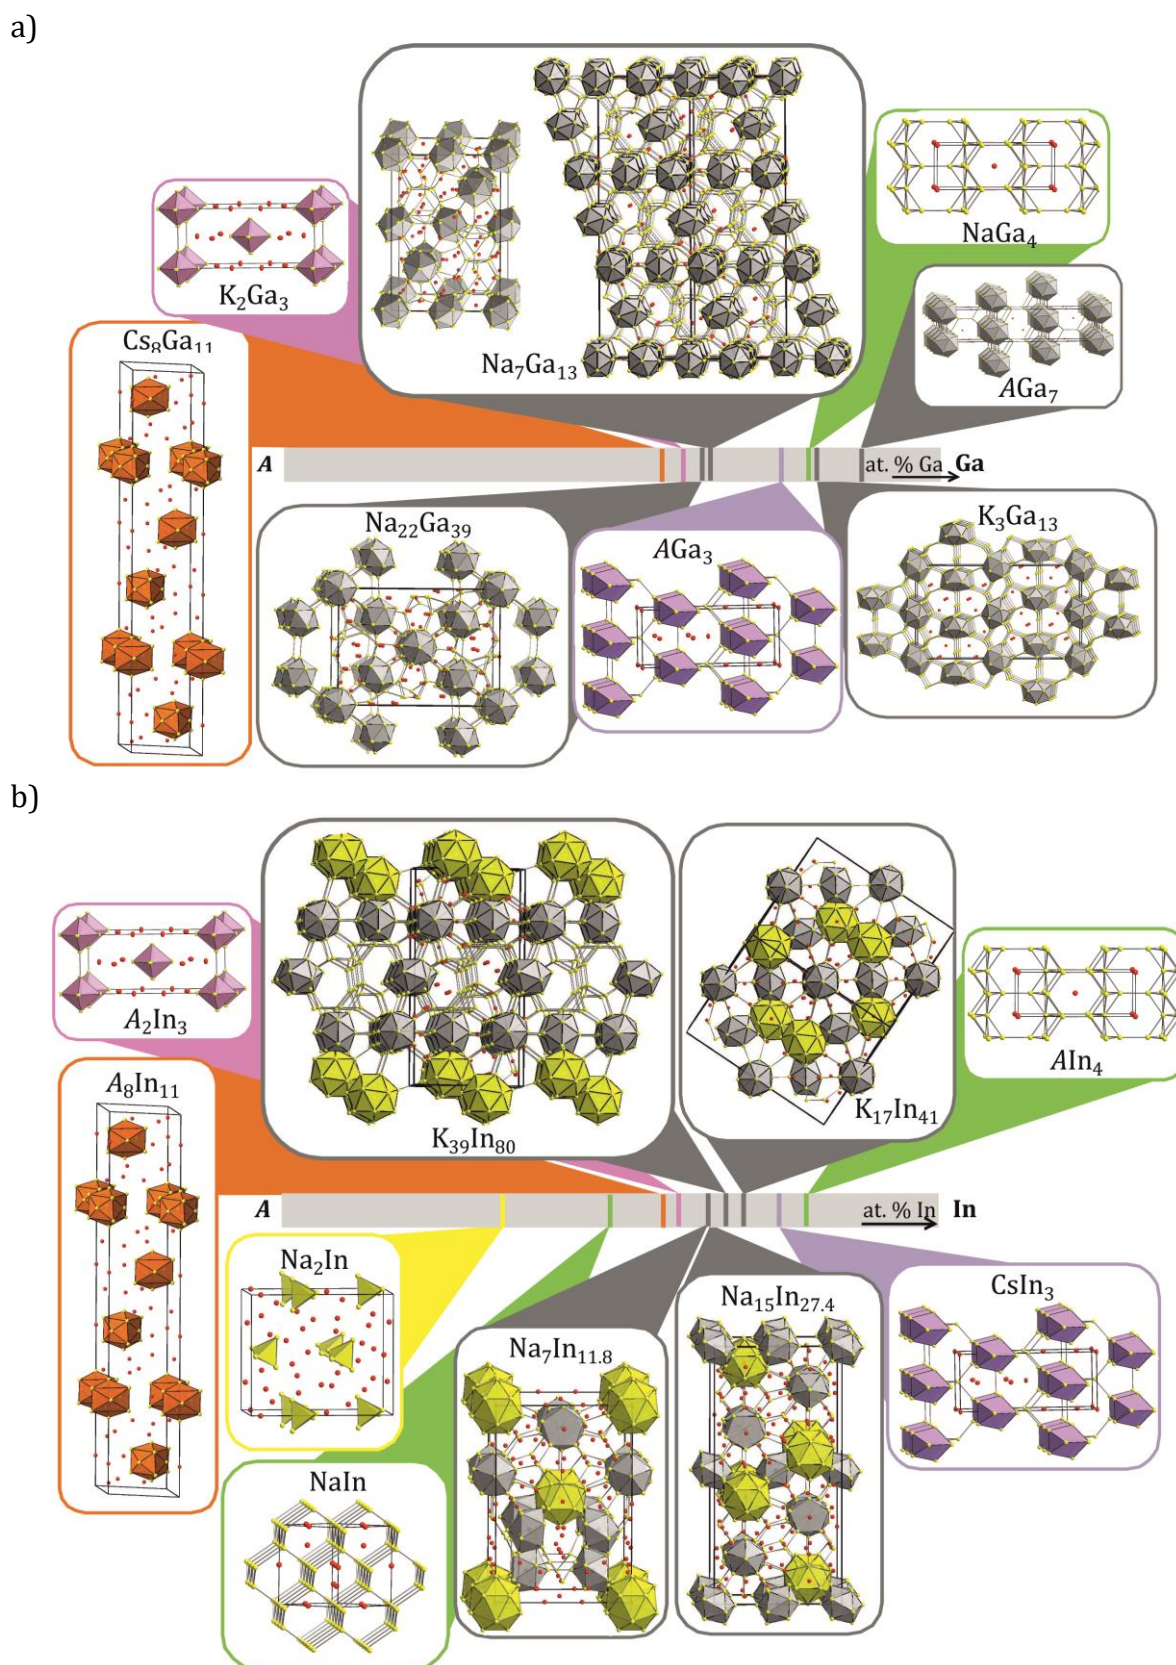 a)
NaGa₄
K₂Ga₃
Cs₈Ga₁₁
Na₇Ga₁₃
AGa₇
A
at. % Ga
Ga
Na₂₂Ga₃₉
AGa₃
K₃Ga₁₃
b)
A₂In₃
K₃₉In₈₀
K₁₇In₄₁
AIn₄
A₈In₁₁
A
at. % In
In
Na₂In
Na₁₅In₂₇.₄
CsIn₃
Na₇In₁₁.₈
NaIn